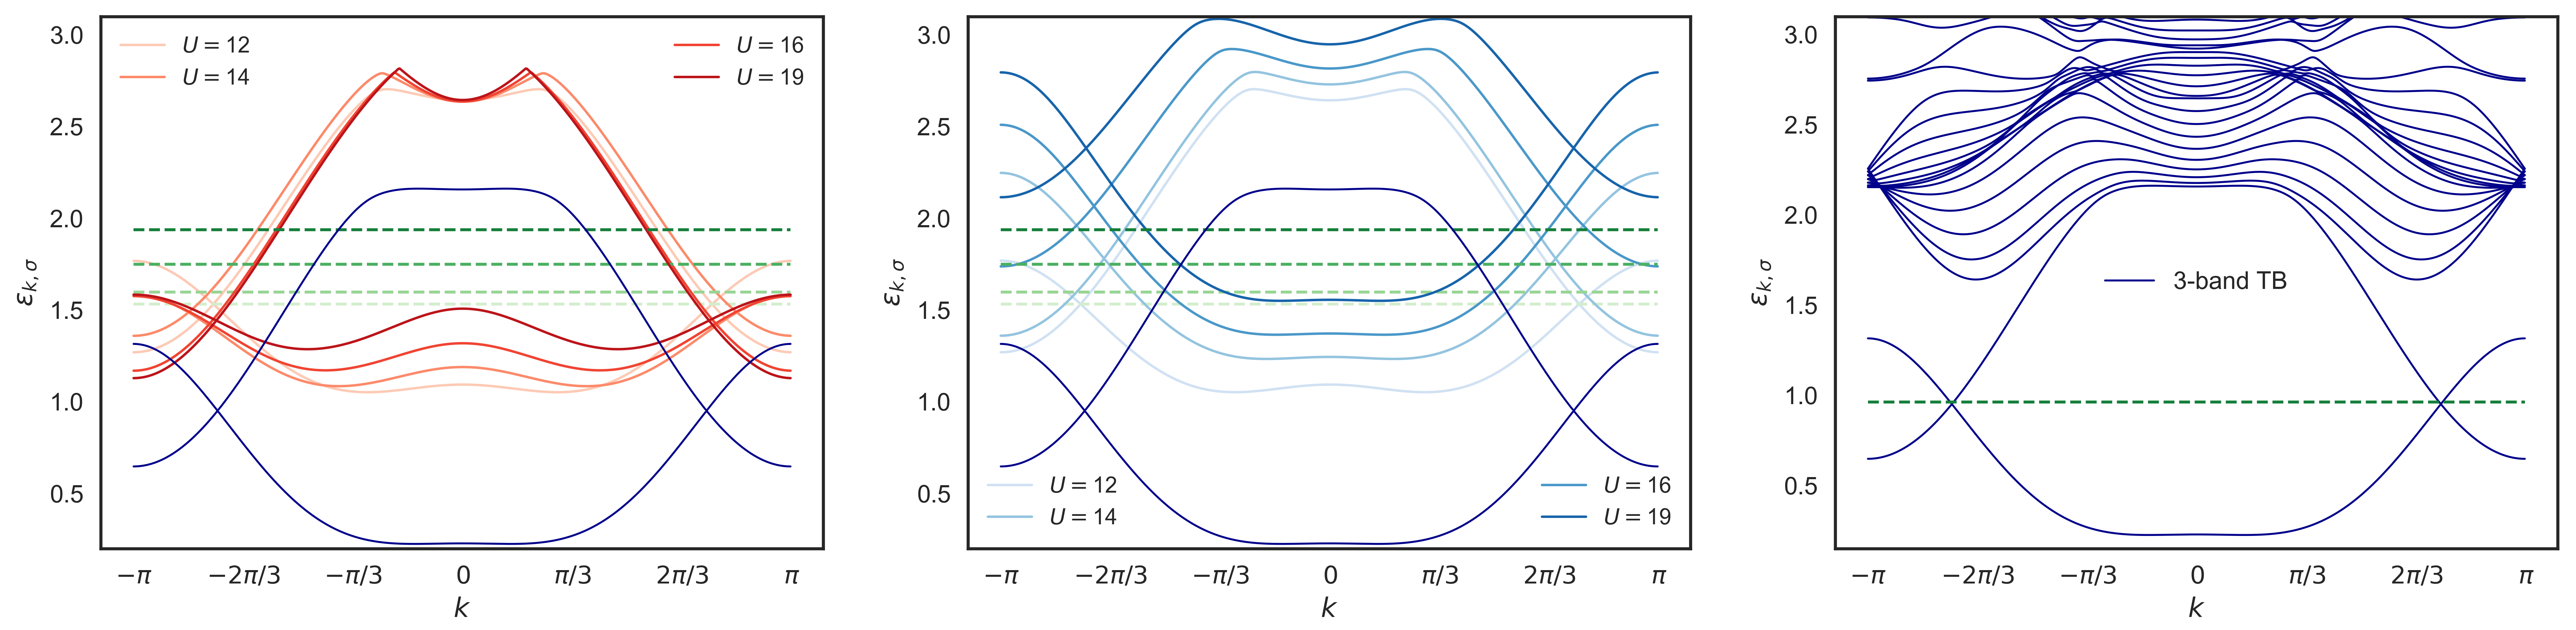 3.0
2.5
2.0
1.5
1.0
0.5
ε_{k, σ}
U = 12
U = 14
U = 16
U = 19
−π
−2π/3
−π/3
0
π/3
2π/3
π
k
3.0
2.5
2.0
1.5
1.0
0.5
ε_{k, σ}
U = 12
U = 14
U = 16
U = 19
−π
−2π/3
−π/3
0
π/3
2π/3
π
k
3.0
2.5
2.0
1.5
1.0
0.5
ε_{k, σ}
3-band TB
−π
−2π/3
−π/3
0
π/3
2π/3
π
k